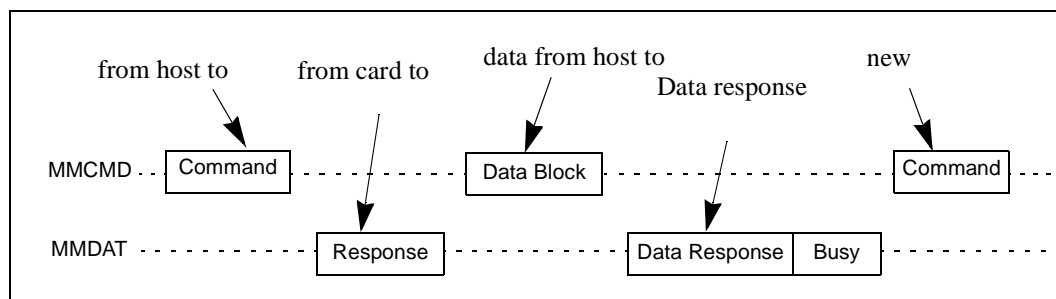 from host to
from card to
data from host to
Data response
new
MMCMD
Command
Data Block
Command
MMDAT
Response
Data Response
Busy